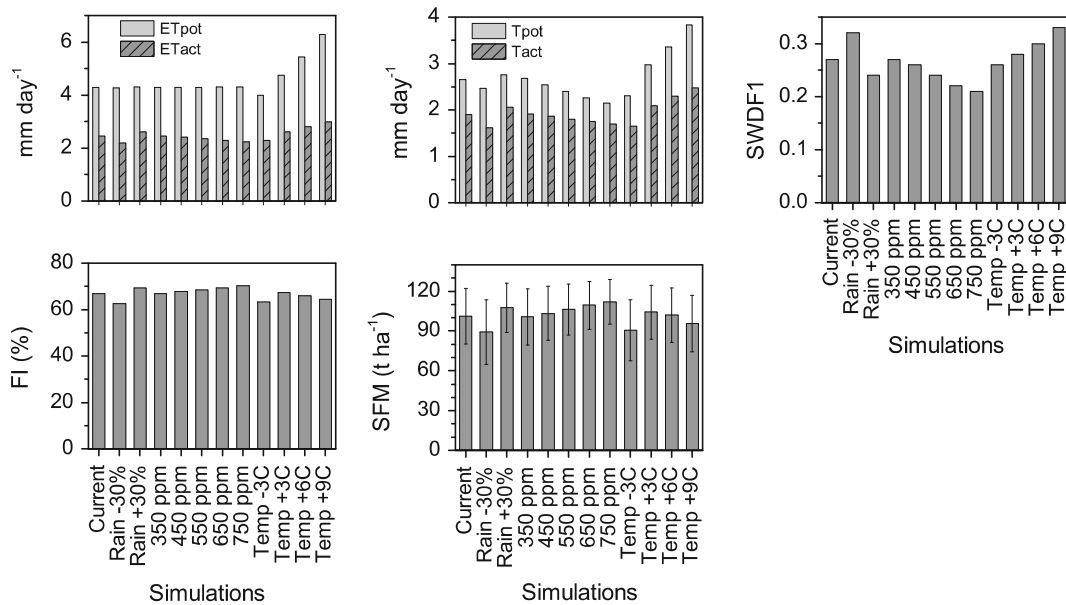 ETpot
ETact
6
4
2
0
mm day⁻¹
Tpot
Tact
4
3
2
1
0
mm day⁻¹
0.3
0.2
0.1
0.0
SWDF1
Current
Rain -30%
Rain +30%
350 ppm
450 ppm
550 ppm
650 ppm
750 ppm
Temp -3C
Temp +3C
Temp +6C
Temp +9C
Simulations
80
60
40
20
0
FI (%)
Current
Rain -30%
Rain +30%
350 ppm
450 ppm
550 ppm
650 ppm
750 ppm
Temp -3C
Temp +3C
Temp +6C
Temp +9C
Simulations
120
90
60
30
0
SFM (t ha⁻¹)
Current
Rain -30%
Rain +30%
350 ppm
450 ppm
550 ppm
650 ppm
750 ppm
Temp -3C
Temp +3C
Temp +6C
Temp +9C
Simulations